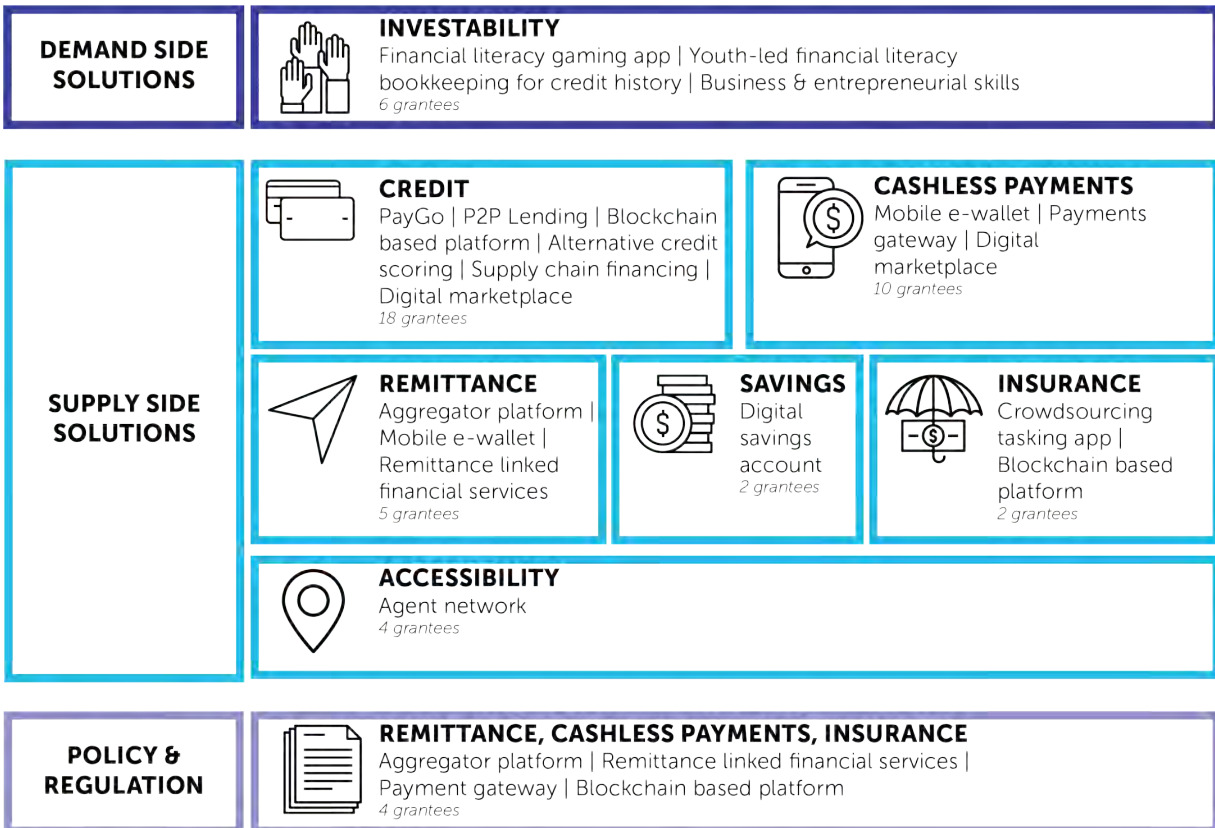 DEMAND SIDE
SOLUTIONS
INVESTABILITY
Financial literacy gaming app | Youth-led financial literacy
bookkeeping for credit history | Business & entrepreneurial skills
6 grantees
SUPPLY SIDE
SOLUTIONS
CREDIT
PayGo | P2P Lending | Blockchain
based platform | Alternative credit
scoring | Supply chain financing |
Digital marketplace
18 grantees
$
CASHLESS PAYMENTS
Mobile e-wallet | Payments
gateway | Digital
marketplace
10 grantees
REMITTANCE
Aggregator platform |
Mobile e-wallet |
Remittance linked
financial services
5 grantees
$
SAVINGS
Digital
savings
account
2 grantees
$
INSURANCE
Crowdsourcing
tasking app |
Blockchain based
platform
2 grantees
ACCESSIBILITY
Agent network
4 grantees
POLICY &
REGULATION
REMITTANCE, CASHLESS PAYMENTS, INSURANCE
Aggregator platform | Remittance linked financial services |
Payment gateway | Blockchain based platform
4 grantees